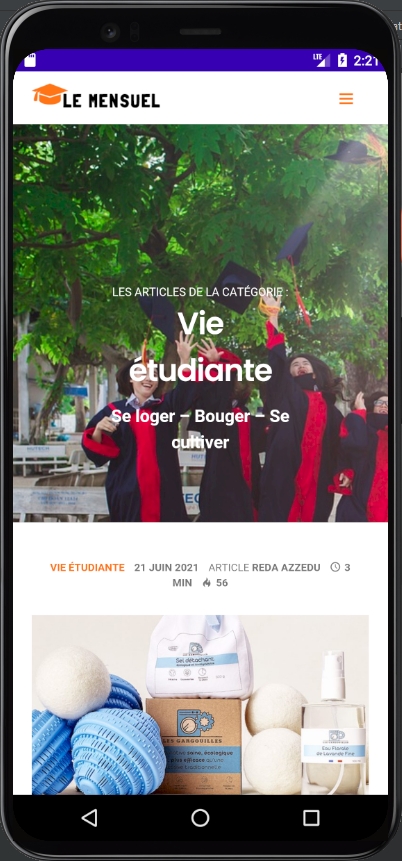 LTE 2:21
LE MENSUEL
LES ARTICLES DE LA CATÉGORIE :
Vie
étudiante
Se loger – Bouger – Se
cultiver
VIE ÉTUDIANTE 21 JUIN 2021 ARTICLE REDA AZZEDU 3
MIN 56
Sel détachant
LES GANGOUILLES
Eau Florale
de Lavande Fine